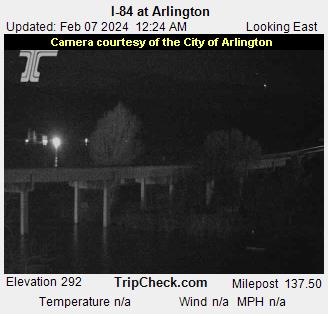 I-84 at Arlington
Updated: Feb 07 2024 12:24 AM Looking East
Camera courtesy of the City of Arlington
Elevation 292 TripCheck.com Milepost 137.50
Temperature n/a Wind n/a MPH n/a